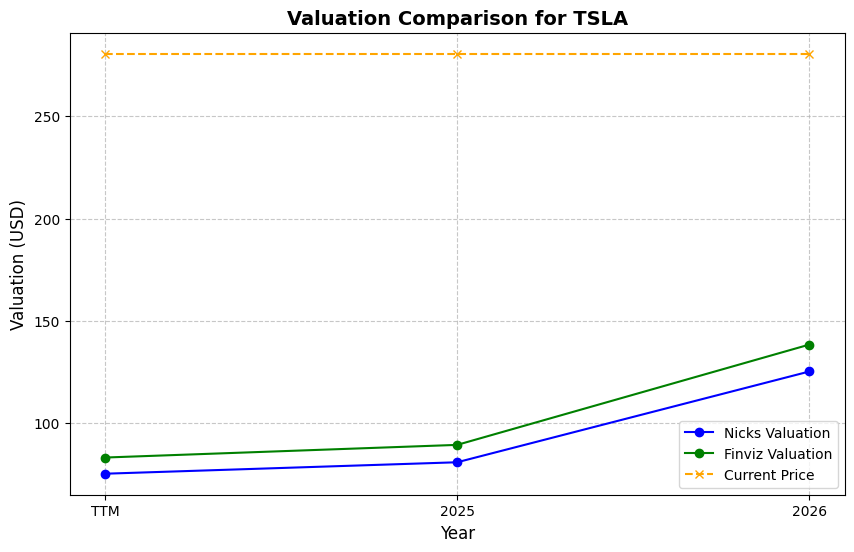 Valuation Comparison for TSLA
Valuation (USD)
250
200
150
100
TTM
2025
2026
Year
Nicks Valuation
Finviz Valuation
Current Price